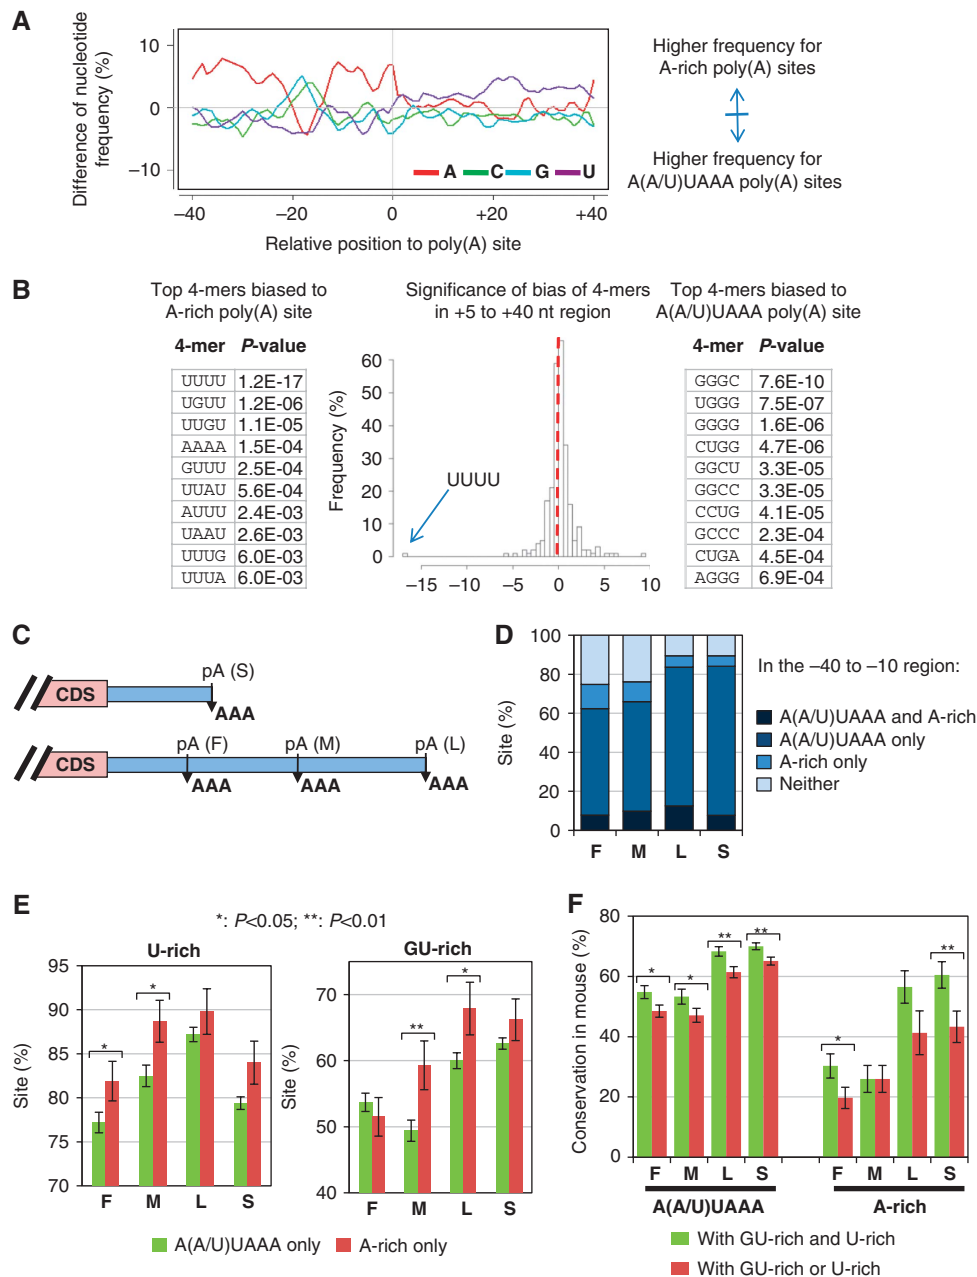 A
Difference of nucleotide
frequency (%)
10
0
−10
A C G U
−40 −20 0 +20 +40
Relative position to poly(A) site
Higher frequency for
A-rich poly(A) sites
Higher frequency for
A(A/U)UAAA poly(A) sites
B
Top 4-mers biased to
A-rich poly(A) site
4-mer P-value
UUUU 1.2E-17
UGUU 1.2E-06
UUGU 1.1E-05
AAAA 1.5E-04
GUUU 2.5E-04
UUAU 5.6E-04
AUUU 2.4E-03
UAAU 2.6E-03
UUUG 6.0E-03
UUUA 6.0E-03
Significance of bias of 4-mers
in +5 to +40 nt region
Frequency (%)
60
50
40
30
20
10
0
UUUU
−15 −10 −5 0 5 10
Top 4-mers biased to
A(A/U)UAAA poly(A) site
4-mer P-value
GGGC 7.6E-10
UGGG 7.5E-07
GGGG 1.6E-06
CUGG 4.7E-06
GGCU 3.3E-05
GGCC 3.3E-05
CCUG 4.1E-05
GCCC 2.3E-04
CUGA 4.5E-04
AGGG 6.9E-04
C
pA (S)
CDS
AAA
pA (F) pA (M) pA (L)
CDS
AAA AAA AAA
D
Site (%)
100
80
60
40
20
0
F M L S
In the −40 to −10 region:
A(A/U)UAAA and A-rich
A(A/U)UAAA only
A-rich only
Neither
E
*: P<0.05; **: P<0.01
U-rich
Site (%)
95
90
85
80
75
70
*
*
F M L S
GU-rich
Site (%)
70
60
50
40
**
*
F M L S
A(A/U)UAAA only A-rich only
F
Conservation in mouse (%)
80
60
40
20
0
* * ** ** * **
F M L S F M L S
A(A/U)UAAA A-rich
With GU-rich and U-rich
With GU-rich or U-rich